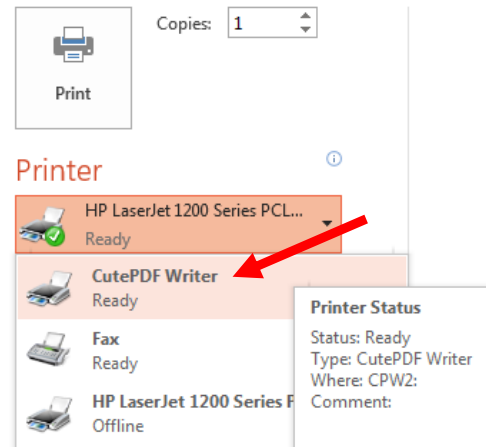 Copies: 1
Print
Printer
HP LaserJet 1200 Series PCL...
Ready
CutePDF Writer
Ready
Printer Status
Status: Ready
Type: CutePDF Writer
Where: CPW2:
Comment:
Fax
Ready
HP LaserJet 1200 Series
Offline